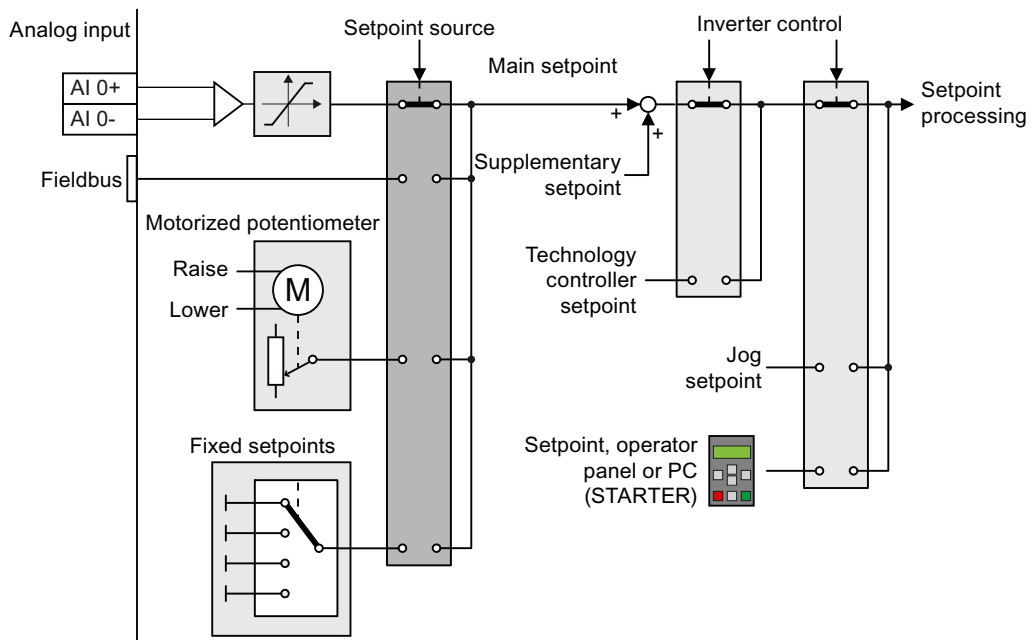 Analog input
Setpoint source
Inverter control
AI 0+
AI 0-
Main setpoint
+
+
Setpoint
processing
Fieldbus
Supplementary
setpoint
Motorized potentiometer
Raise
Lower
M
Technology
controller
setpoint
Jog
setpoint
Fixed setpoints
Setpoint, operator
panel or PC
(STARTER)